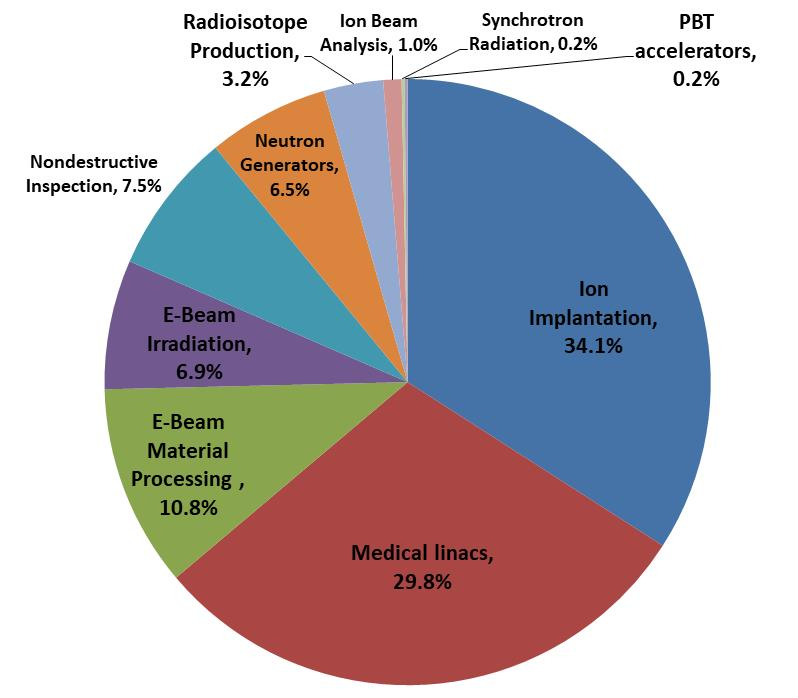 Radioisotope
Production,
3.2%
Ion Beam
Analysis, 1.0%
Synchrotron
Radiation, 0.2%
PBT
accelerators,
0.2%
Nondestructive
Inspection, 7.5%
Neutron
Generators,
6.5%
Ion
Implantation,
34.1%
E-Beam
Irradiation,
6.9%
E-Beam
Material
Processing ,
10.8%
Medical linacs,
29.8%